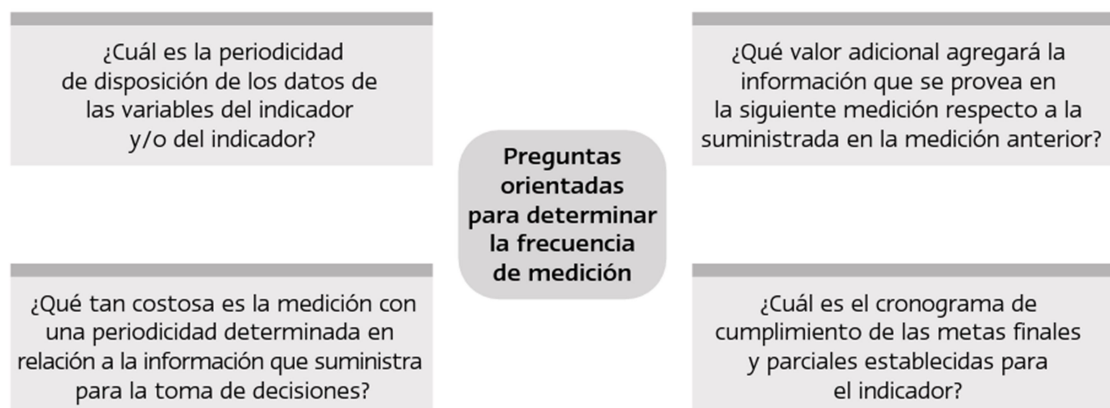 ¿Cuál es la periodicidad
de disposición de los datos de
las variables del indicador
y/o del indicador?
¿Qué valor adicional agregará la
información que se provea en
la siguiente medición respecto a la
suministrada en la medición anterior?
Preguntas
orientadas
para determinar
la frecuencia
de medición
¿Qué tan costosa es la medición con
una periodicidad determinada en
relación a la información que suministra
para la toma de decisiones?
¿Cuál es el cronograma de
cumplimiento de las metas finales
y parciales establecidas para
el indicador?